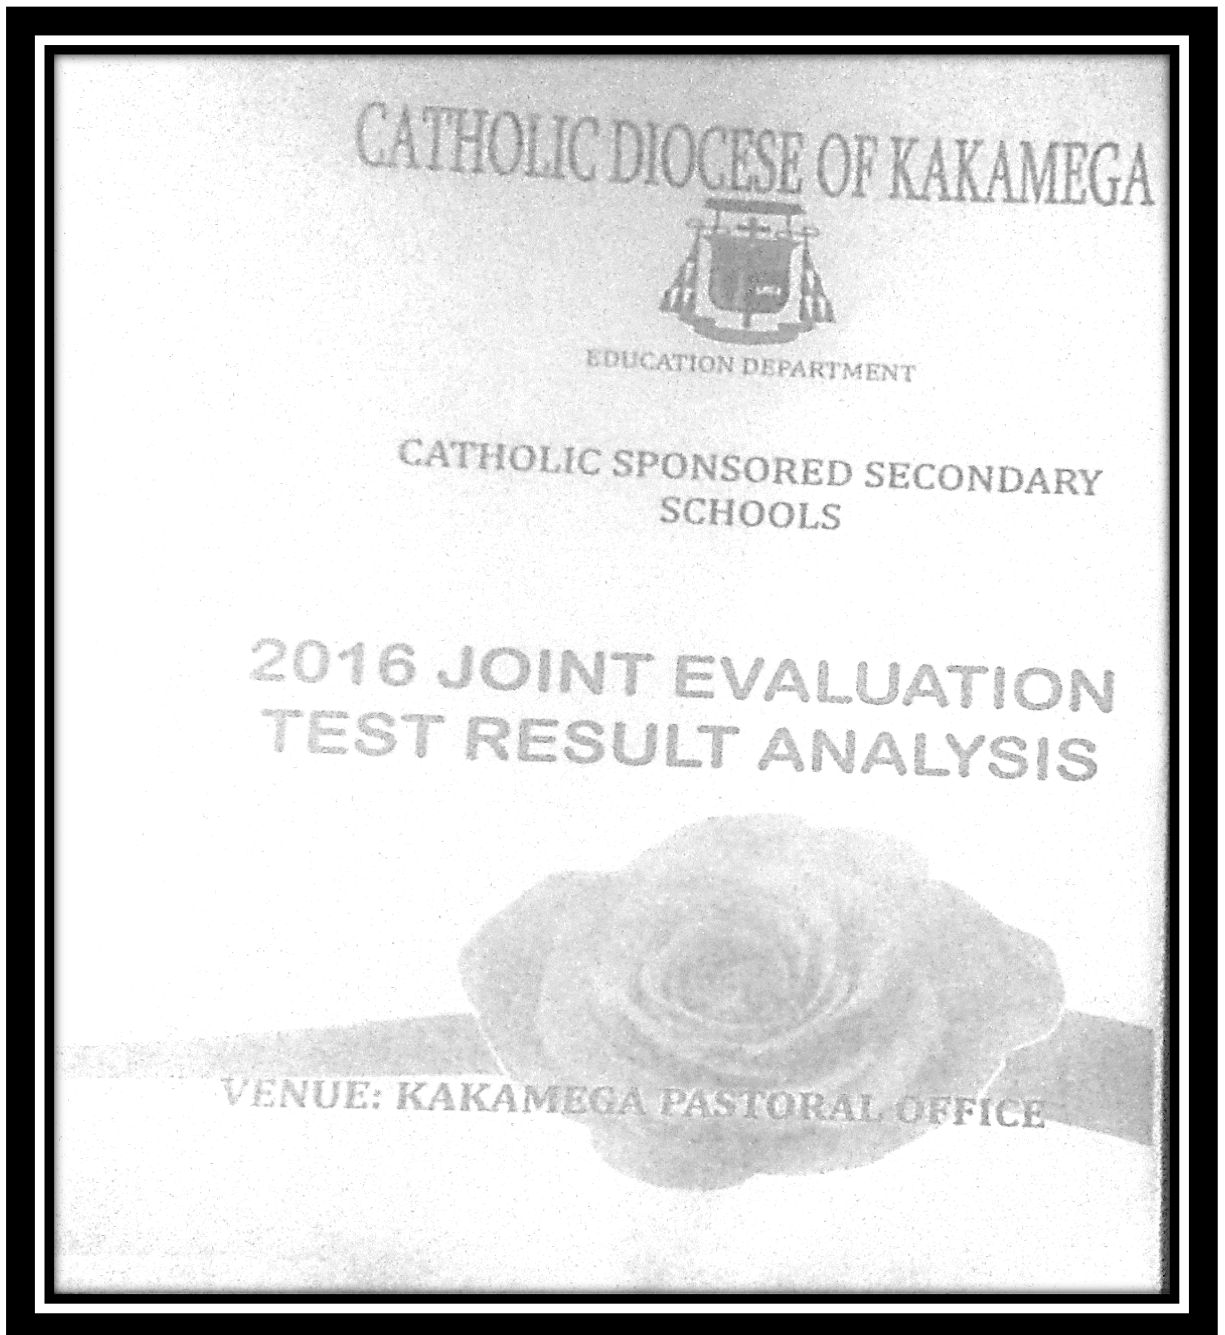 CATHOLIC DIOCESE OF KAKAMEGA
EDUCATION DEPARTMENT
CATHOLIC SPONSORED SECONDARY
SCHOOLS
2016 JOINT EVALUATION
TEST RESULT ANALYSIS
VENUE: KAKAMEGA PASTORAL OFFICE